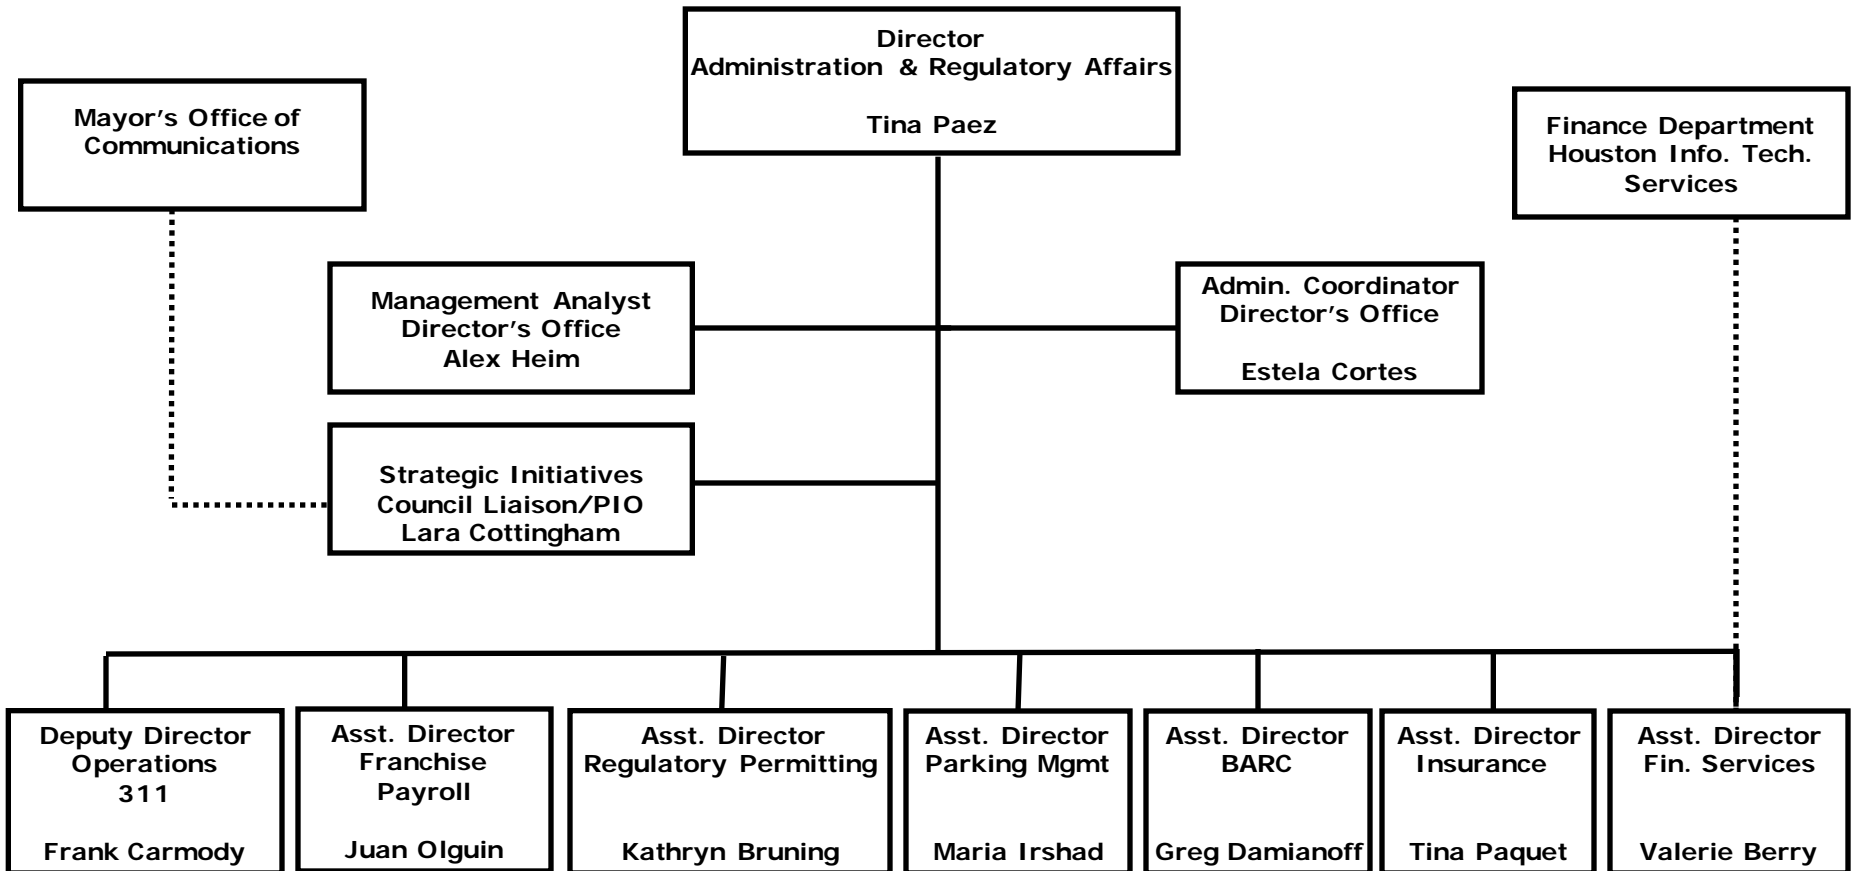 Director
Administration & Regulatory Affairs
Tina Paez
Mayor's Office of
Communications
Finance Department
Houston Info. Tech.
Services
Management Analyst
Director's Office
Alex Heim
Admin. Coordinator
Director's Office
Estela Cortes
Strategic Initiatives
Council Liaison/PIO
Lara Cottingham
Deputy Director
Operations
311
Frank Carmody
Asst. Director
Franchise
Payroll
Juan Olguin
Asst. Director
Regulatory Permitting
Kathryn Bruning
Asst. Director
Parking Mgmt
Maria Irshad
Asst. Director
BARC
Greg Damianoff
Asst. Director
Insurance
Tina Paquet
Asst. Director
Fin. Services
Valerie Berry